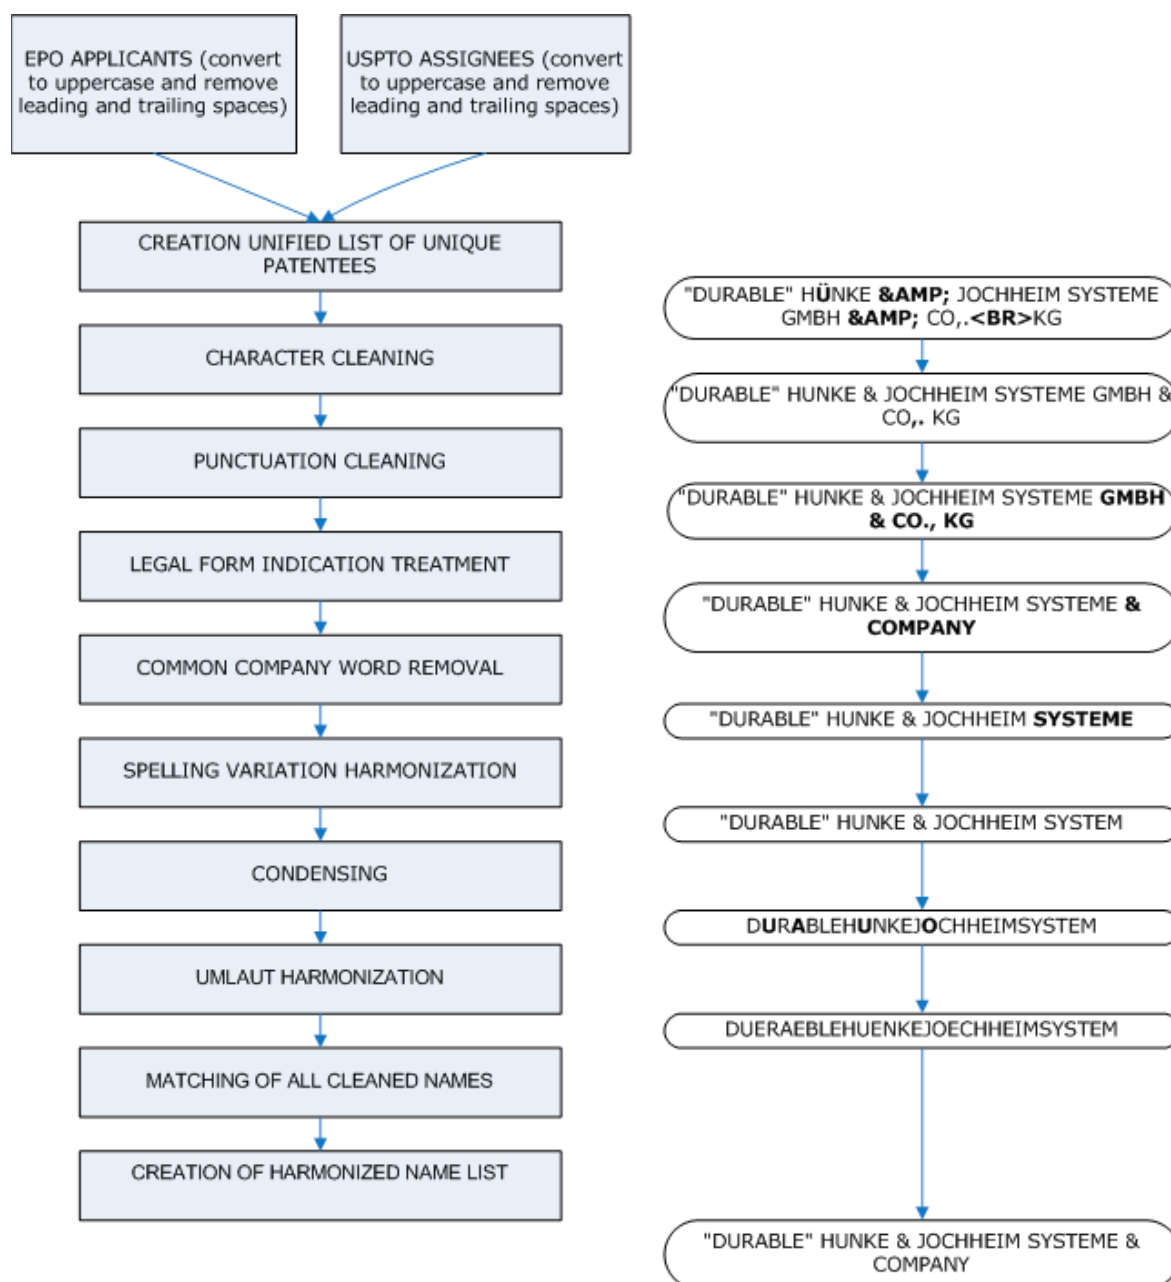 EPO APPLICANTS (convert
to uppercase and remove
leading and trailing spaces)
USPTO ASSIGNEES (convert
to uppercase and remove
leading and trailing spaces)
CREATION UNIFIED LIST OF UNIQUE
PATENTEES
CHARACTER CLEANING
PUNCTUATION CLEANING
LEGAL FORM INDICATION TREATMENT
COMMON COMPANY WORD REMOVAL
SPELLING VARIATION HARMONIZATION
CONDENSING
UMLAUT HARMONIZATION
MATCHING OF ALL CLEANED NAMES
CREATION OF HARMONIZED NAME LIST
"DURABLE" HÜNKE &AMP; JOCHHEIM SYSTEME
GMBH &AMP; CO,.<BR>KG
"DURABLE" HUNKE & JOCHHEIM SYSTEME GMBH &
CO,. KG
"DURABLE" HUNKE & JOCHHEIM SYSTEME GMBH
& CO., KG
"DURABLE" HUNKE & JOCHHEIM SYSTEME &
COMPANY
"DURABLE" HUNKE & JOCHHEIM SYSTEME
"DURABLE" HUNKE & JOCHHEIM SYSTEM
DURABLEHUNKEJOCHHEIMSYSTEM
DUERAEBLEHUENKEJOECHHEIMSYSTEM
"DURABLE" HUNKE & JOCHHEIM SYSTEME &
COMPANY